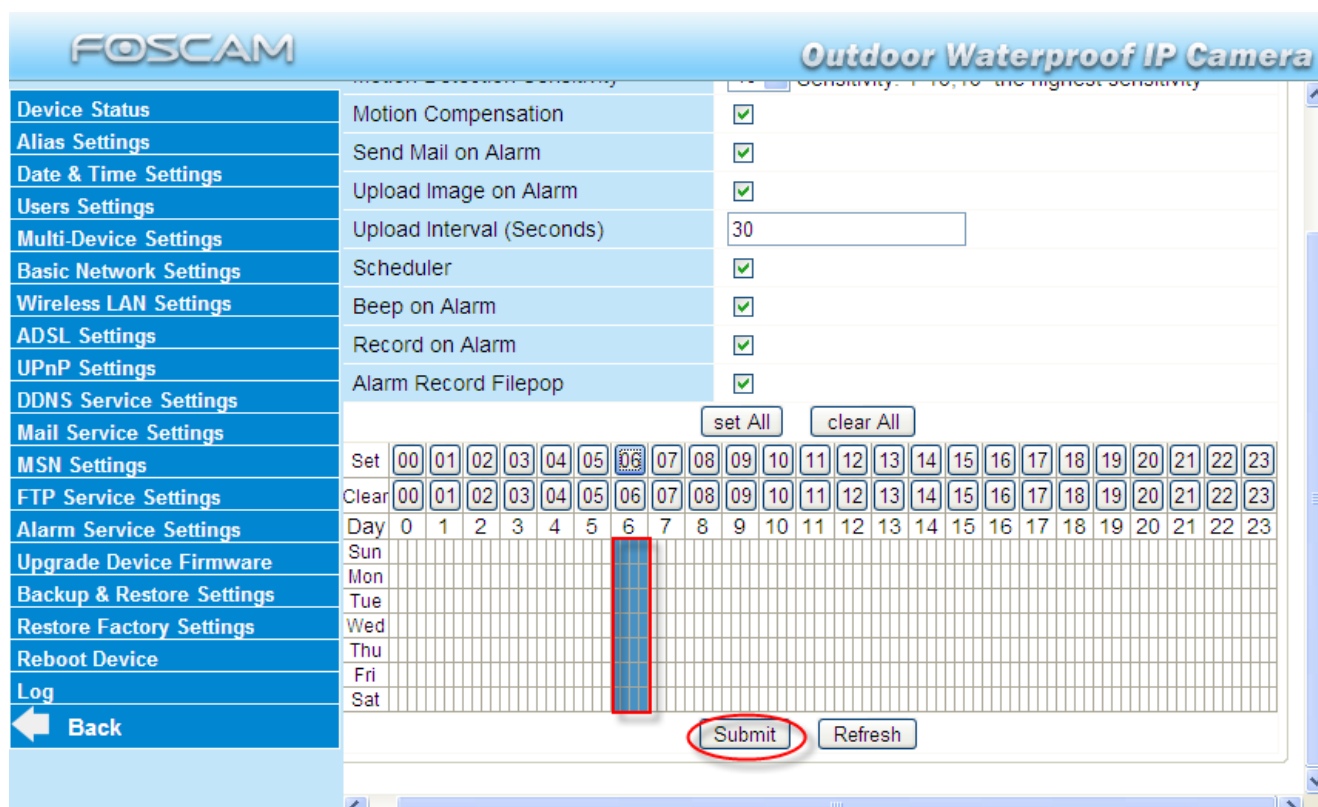 FOSCAM
Outdoor Waterproof IP Camera
Device Status
Alias Settings
Date & Time Settings
Users Settings
Multi-Device Settings
Basic Network Settings
Wireless LAN Settings
ADSL Settings
UPnP Settings
DDNS Service Settings
Mail Service Settings
MSN Settings
FTP Service Settings
Alarm Service Settings
Upgrade Device Firmware
Backup & Restore Settings
Restore Factory Settings
Reboot Device
Log
Back
Motion Detection Sensitivity
the highest sensitivity
Motion Compensation
Send Mail on Alarm
Upload Image on Alarm
Upload Interval (Seconds) 30
Scheduler
Beep on Alarm
Record on Alarm
Alarm Record Filepop
set All clear All
Set 00 01 02 03 04 05 06 07 08 09 10 11 12 13 14 15 16 17 18 19 20 21 22 23
Clear 00 01 02 03 04 05 06 07 08 09 10 11 12 13 14 15 16 17 18 19 20 21 22 23
Day 0 1 2 3 4 5 6 7 8 9 10 11 12 13 14 15 16 17 18 19 20 21 22 23
Sun
Mon
Tue
Wed
Thu
Fri
Sat
Submit Refresh